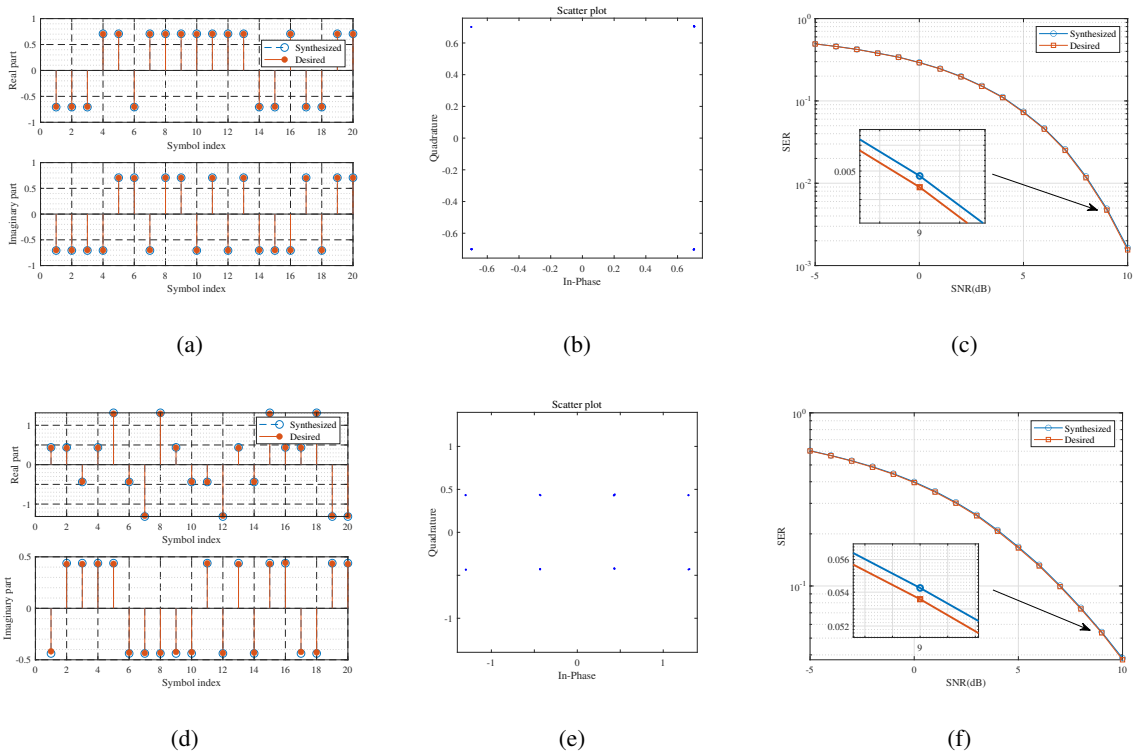 Real part
1
0.5
0
-0.5
-1
0 2 4 6 8 10 12 14 16 18 20
Symbol index
Synthesized
Desired
Imaginary part
1
0.5
0
-0.5
-1
0 2 4 6 8 10 12 14 16 18 20
Symbol index
(a)
Scatter plot
Quadrature
0.6
0.4
0.2
0
-0.2
-0.4
-0.6
-0.6 -0.4 -0.2 0 0.2 0.4 0.6
In-Phase
(b)
SER
10^0
10^-1
10^-2
10^-3
-5 0 5 10
SNR(dB)
Synthesized
Desired
0.005
9
(c)
Real part
1
0
-1
0 2 4 6 8 10 12 14 16 18 20
Symbol index
Synthesized
Desired
Imaginary part
0.5
0
-0.5
0 2 4 6 8 10 12 14 16 18 20
Symbol index
(d)
Scatter plot
Quadrature
1
0.5
0
-0.5
-1
-1 0 1
In-Phase
(e)
SER
10^0
10^-1
-5 0 5 10
SNR(dB)
Synthesized
Desired
0.056
0.054
0.052
9
(f)